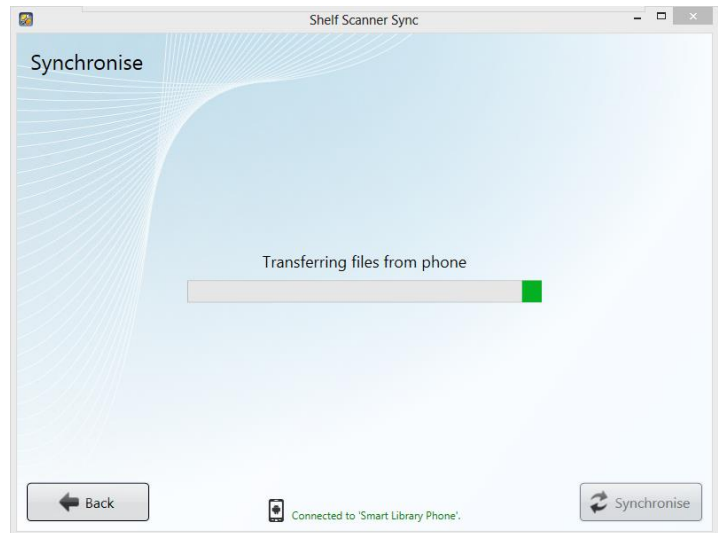 Shelf Scanner Sync
Synchronise
Transferring files from phone
Back
Connected to 'Smart Library Phone'.
Synchronise